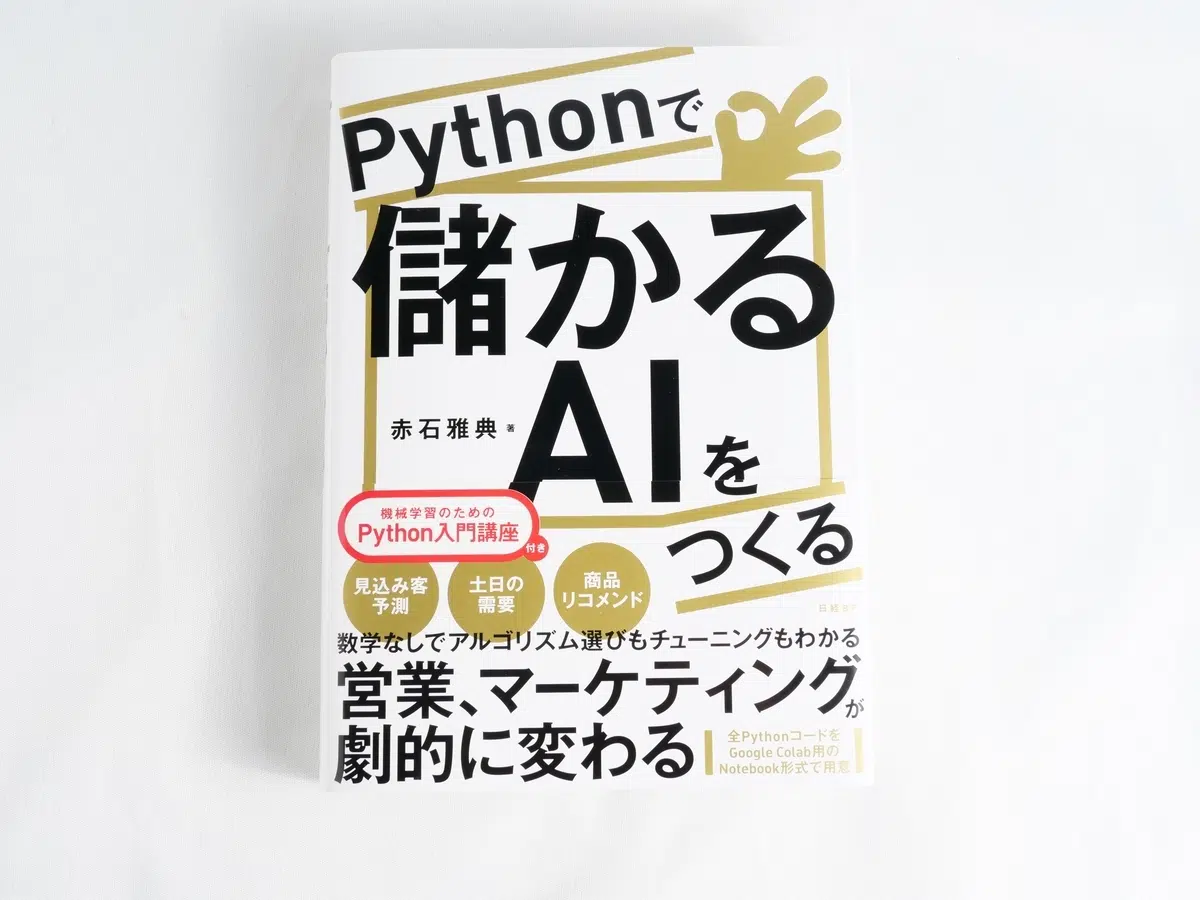 Pythonで
儲かる
AIを
つくる
赤石雅典 著
機械学習のための
Python入門講座
付き
見込み客
予測
土日の
需要
商品
リコメンド
日経BP
数学なしでアルゴリズム選びもチューニングもわかる
営業、マーケティングが
劇的に変わる
全Pythonコードを
Google Colab用の
Notebook形式で用意